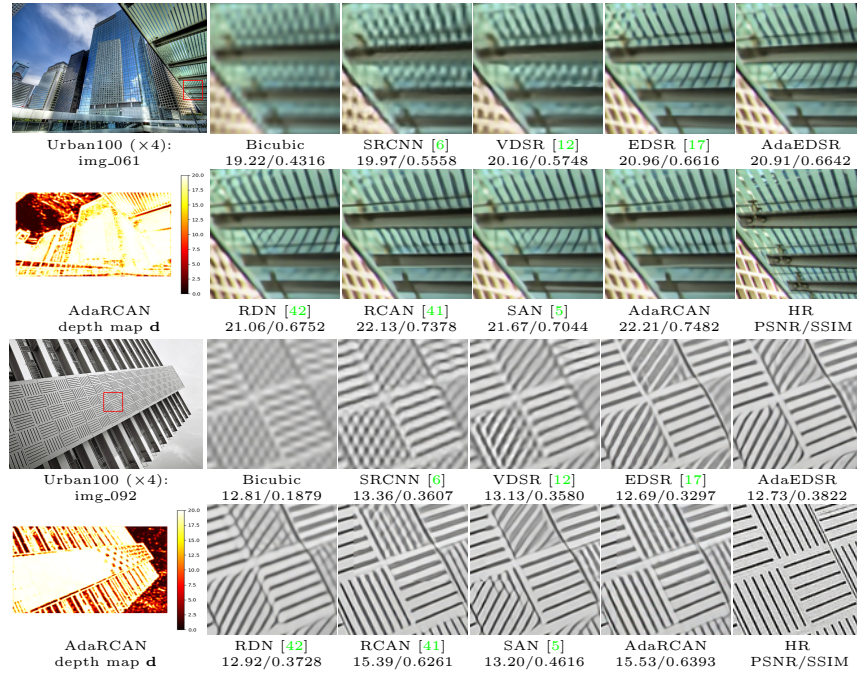 Urban100 (×4):
img_061
Bicubic
19.22/0.4316
SRCNN [6]
19.97/0.5558
VDSR [12]
20.16/0.5748
EDSR [17]
20.96/0.6616
AdaEDSR
20.91/0.6642
20.0
17.5
15.0
12.5
10.0
7.5
5.0
2.5
0.0
AdaRCAN
depth map d
RDN [42]
21.06/0.6752
RCAN [41]
22.13/0.7378
SAN [5]
21.67/0.7044
AdaRCAN
22.21/0.7482
HR
PSNR/SSIM
Urban100 (×4):
img_092
Bicubic
12.81/0.1879
SRCNN [6]
13.36/0.3607
VDSR [12]
13.13/0.3580
EDSR [17]
12.69/0.3297
AdaEDSR
12.73/0.3822
20.0
17.5
15.0
12.5
10.0
7.5
5.0
2.5
0.0
AdaRCAN
depth map d
RDN [42]
12.92/0.3728
RCAN [41]
15.39/0.6261
SAN [5]
13.20/0.4616
AdaRCAN
15.53/0.6393
HR
PSNR/SSIM